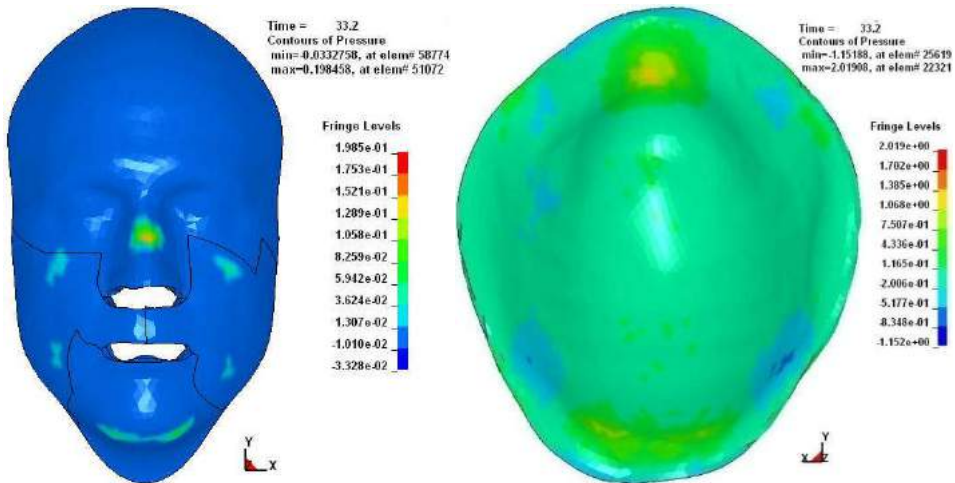 Time = 33.2
Contours of Pressure
min=-0.0332758, at elem# 58774
max=0.198458, at elem# 51072
Fringe Levels
1.985e-01
1.753e-01
1.521e-01
1.289e-01
1.058e-01
8.259e-02
5.942e-02
3.624e-02
1.307e-02
-1.010e-02
-3.328e-02
Y
X
Time = 33.2
Contours of Pressure
min=-1.15188, at elem# 25619
max=2.01908, at elem# 22321
Fringe Levels
2.019e+00
1.702e+00
1.385e+00
1.068e+00
7.507e-01
4.336e-01
1.165e-01
-2.006e-01
-5.177e-01
-8.348e-01
-1.152e+00
Y
X Z